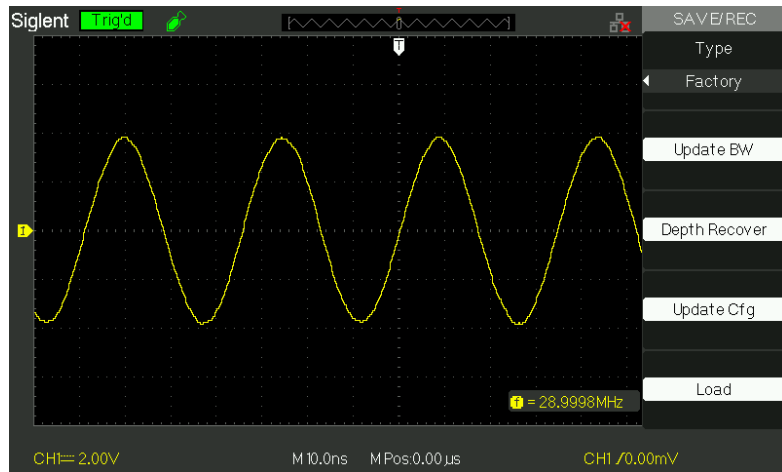 Siglent Trig'd T SAVE/REC
T
Type
Factory
Update BW
1
Depth Recover
Update Cfg
Load
f = 28.9998MHz
CH1 2.00V M 10.0ns M Pos:0.00μs CH1 0.00mV